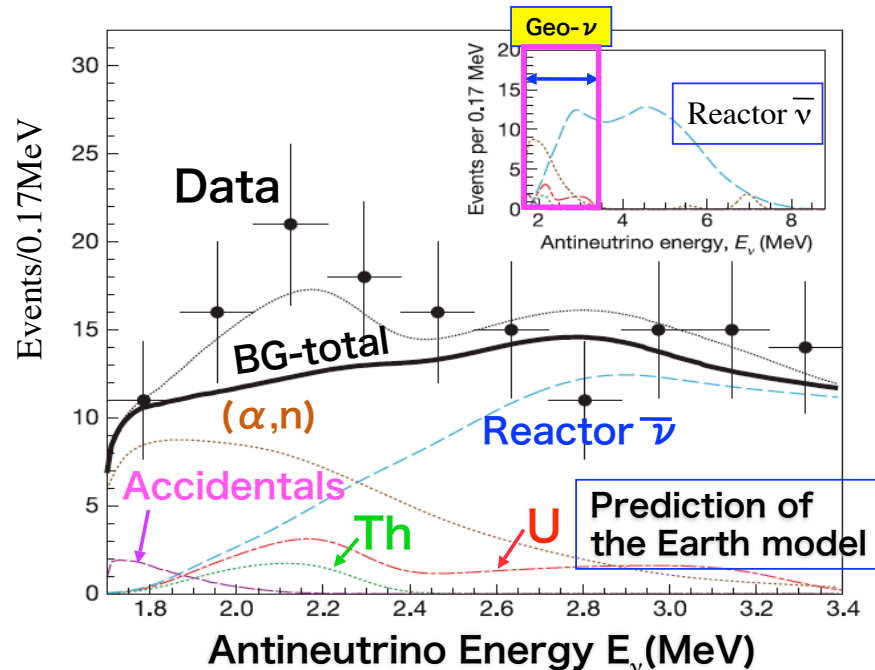 Geo-ν
Events/0.17MeV
30
25
20
15
10
5
0
Data
BG-total
(α,n)
Accidentals
Th
U
Reactor ν̅
Prediction of
the Earth model
1.8 2.0 2.2 2.4 2.6 2.8 3.0 3.2 3.4
Antineutrino Energy Eν(MeV)
Events per 0.17 MeV
20
15
10
5
0
Reactor ν̅
2 4 6 8
Antineutrino energy, Eν (MeV)